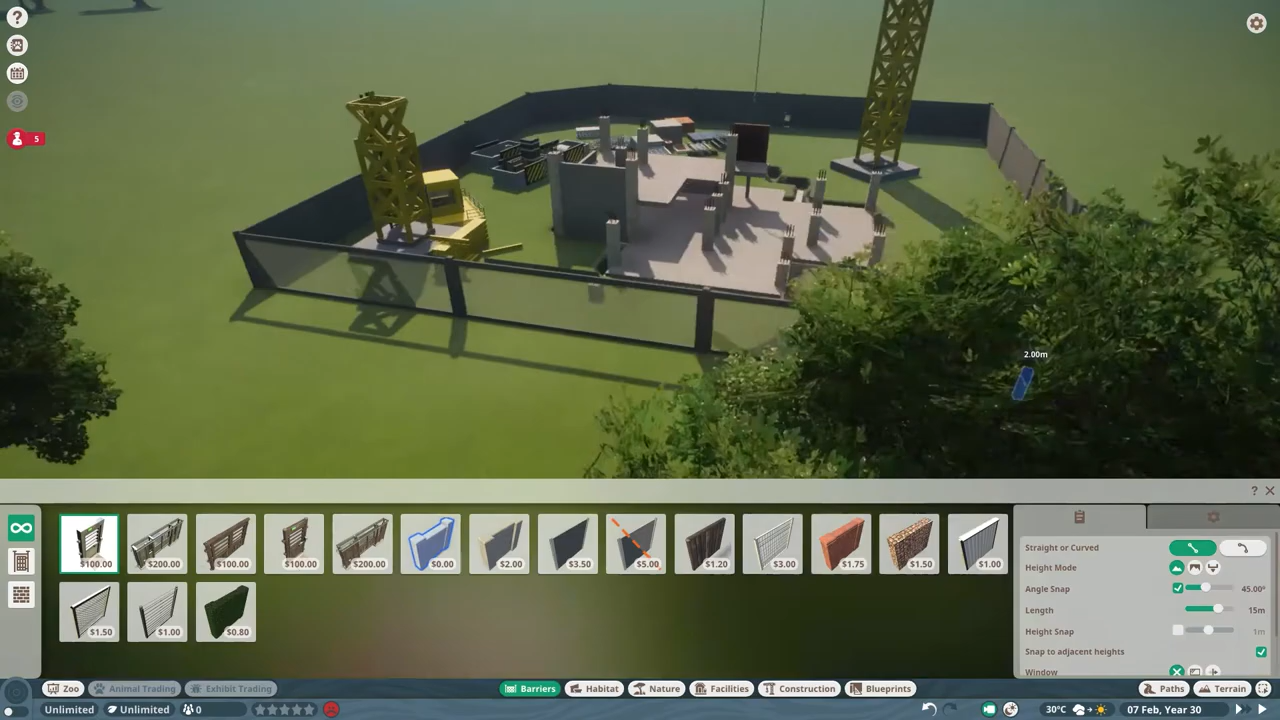 ?
5
2.00m
? ×
$100.00 $200.00 $100.00 $100.00 $200.00 $0.00 $2.00 $3.50 $5.00 $1.20 $3.00 $1.75 $1.50 $1.00
$1.50 $1.00 $0.80
Straight or Curved
Height Mode
Angle Snap 45.00°
Length 15m
Height Snap 1m
Snap to adjacent heights
Window
Zoo Animal Trading Exhibit Trading Barriers Habitat Nature Facilities Construction Blueprints Paths Terrain
Unlimited Unlimited 0 30°C 07 Feb, Year 30